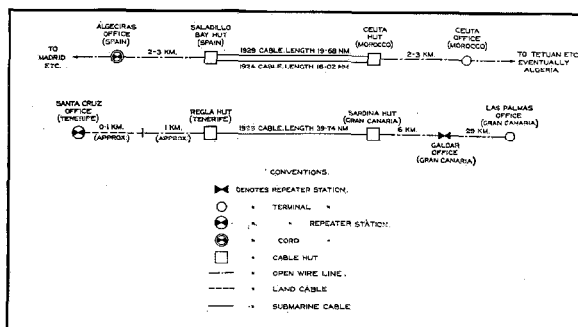 ALGECIRAS
OFFICE
(SPAIN)
SALADILLO
BAY HUT
(SPAIN)
CEUTA
HUT
(MOROCCO)
CEUTA
OFFICE
(MOROCCO)
TO
MADRID
ETC.
2-3 KM.
1929 CABLE. LENGTH 19·68 NM
1924 CABLE. LENGTH 18·02 NM
2-3 KM.
TO TETUAN ETC
EVENTUALLY
ALGERIA
SANTA CRUZ
OFFICE
(TENERIFE)
REGLA HUT
(TENERIFE)
SARDINA HUT
(GRAN CANARIA)
LAS PALMAS
OFFICE
(GRAN CANARIA)
0·1 KM.
(APPROX)
1 KM.
(APPROX)
CABLE LENGTH 39·74 NM
6 KM.
29 KM.
GALDAR
OFFICE
(GRAN CANARIA)
CONVENTIONS.
DENOTES REPEATER STATION.
" TERMINAL "
" " REPEATER STATION.
" CORD "
" CABLE HUT
" OPEN WIRE LINE.
" LAND CABLE
" SUBMARINE CABLE